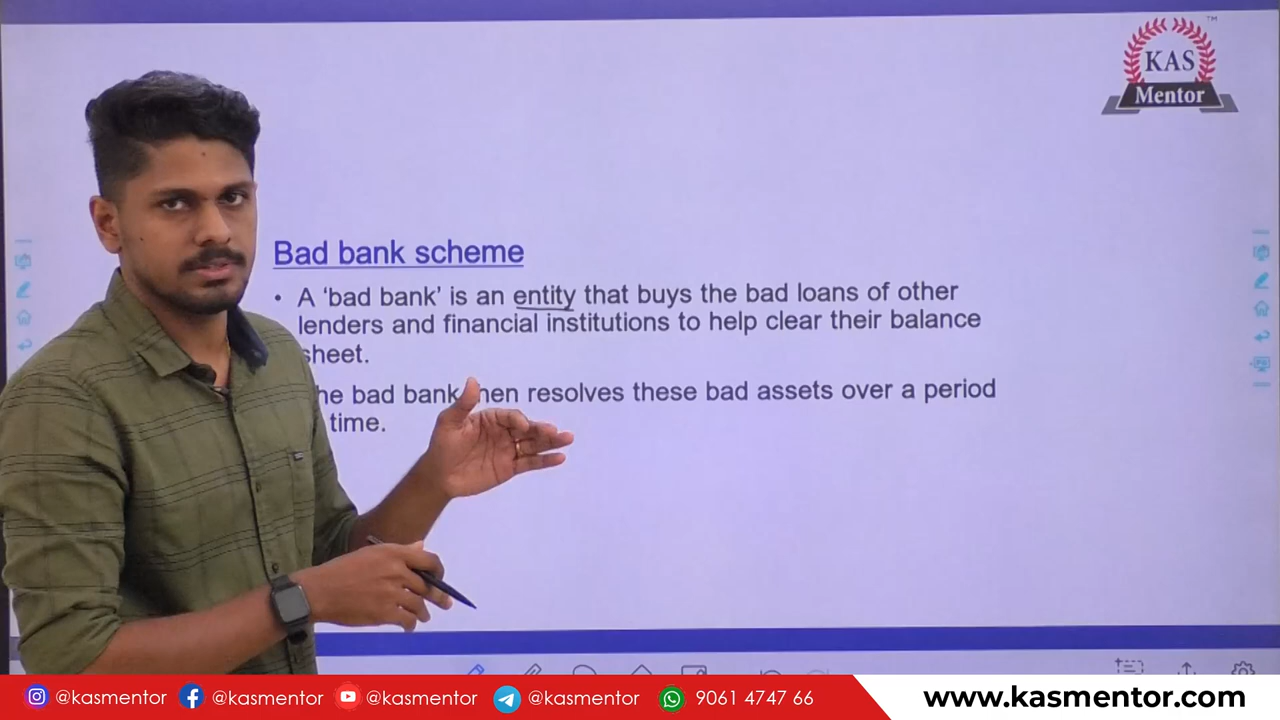 KAS
TM
Mentor
Bad bank scheme
• A ‘bad bank’ is an entity that buys the bad loans of other
lenders and financial institutions to help clear their balance
sheet.
he bad bank hen resolves these bad assets over a period
time.
@kasmentor @kasmentor @kasmentor @kasmentor 9061 4747 66 www.kasmentor.com